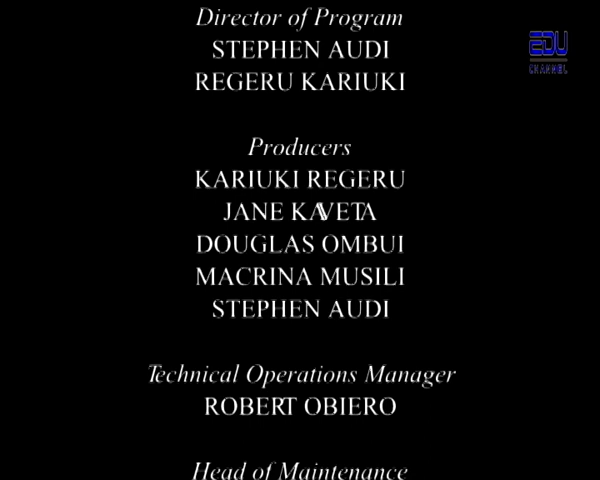 Director of Program
STEPHEN AUDI
REGERU KARIUKI
EDU
CHANNEL
Producers
KARIUKI REGERU
JANE KAVETA
DOUGLAS OMBUI
MACRINA MUSILI
STEPHEN AUDI
Technical Operations Manager
ROBERT OBIERO
Head of Maintenance